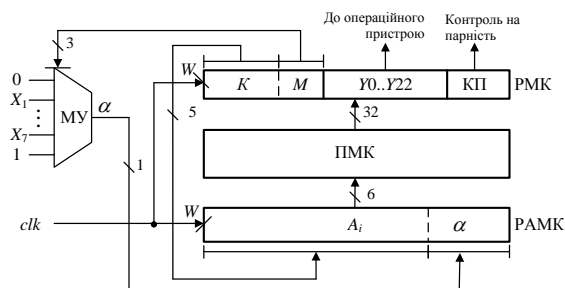 До операційного пристрою
Контроль на парність
3
W
K
M
Y0..Y22
КП
РМК
0
X1
⋮
X7
1
МУ
α
5
32
ПМК
1
6
W
clk
Ai
α
РАМК